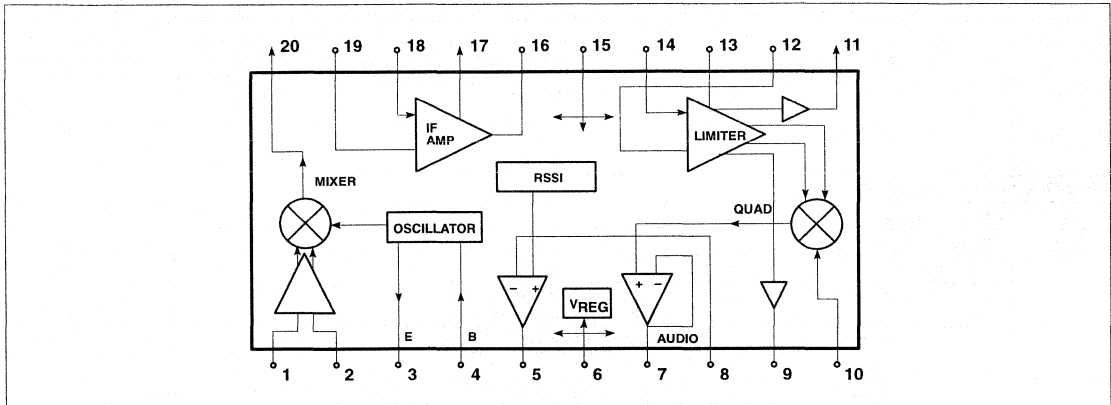 20 19 18 17 16 15 14 13 12 11
IF
AMP
LIMITER
RSSI
MIXER
QUAD
OSCILLATOR
− + + −
VREG
E B AUDIO
1 2 3 4 5 6 7 8 9 10